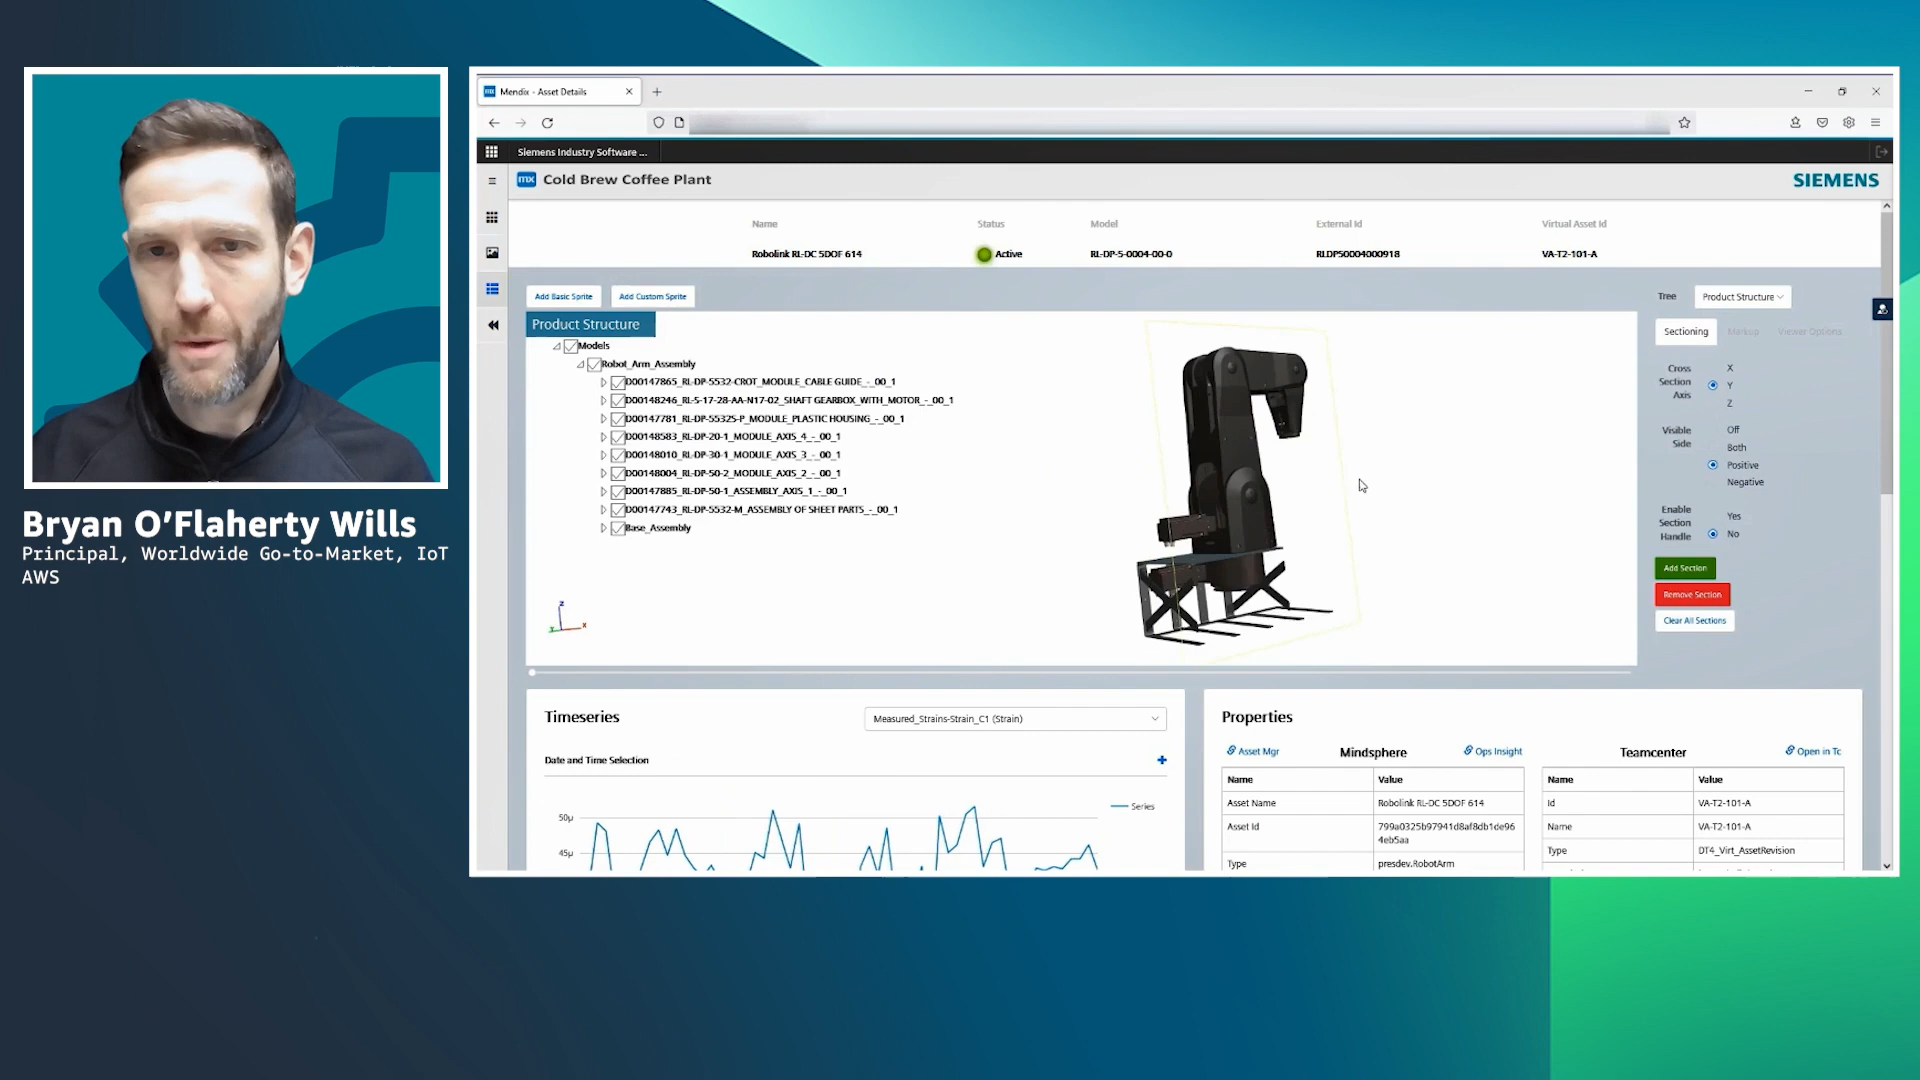 Mendix - Asset Details
Siemens Industry Software ...
mx Cold Brew Coffee Plant
SIEMENS
Name Status Model External Id Virtual Asset Id
Robolink RL-DC 5DOF 614 Active RL-DP-5-0004-00-0 RLDP50004000918 VA-T2-101-A
Add Basic Sprite Add Custom Sprite
Tree Product Structure
Product Structure
Models
Robot_Arm_Assembly
D00147865_RL-DP-5532-CROT_MODULE_CABLE GUIDE_-_00_1
D00148246_RL-S-17-28-AA-N17-02_SHAFT GEARBOX_WITH_MOTOR_-_00_1
D00147781_RL-DP-5532S-P_MODULE_PLASTIC HOUSING_-_00_1
D00148583_RL-DP-20-1_MODULE_AXIS_4_-_00_1
D00148010_RL-DP-30-1_MODULE_AXIS_3_-_00_1
D00148004_RL-DP-50-2_MODULE_AXIS_2_-_00_1
D00147885_RL-DP-50-1_ASSEMBLY_AXIS_1_-_00_1
D00147743_RL-DP-5532-M_ASSEMBLY OF SHEET PARTS_-_00_1
Base_Assembly
Z
Y X
Sectioning Markup Viewer Options
Cross Section Axis
X
Y
Z
Visible Side
Off
Both
Positive
Negative
Enable Section Handle
Yes
No
Add Section
Remove Section
Clear All Sections
Timeseries
Measured_Strains-Strain_C1 (Strain)
Date and Time Selection
Series
50μ
45μ
Properties
Asset Mgr Mindsphere Ops Insight
Name Value
Asset Name Robolink RL-DC 5DOF 614
Asset Id 799a0325b97941d8af8db1de96
4eb5aa
Type presdev.RobotArm
Teamcenter Open in Tc
Name Value
Id VA-T2-101-A
Name VA-T2-101-A
Type DT4_Virt_AssetRevision
Bryan O'Flaherty Wills
Principal, Worldwide Go-to-Market, IoT
AWS